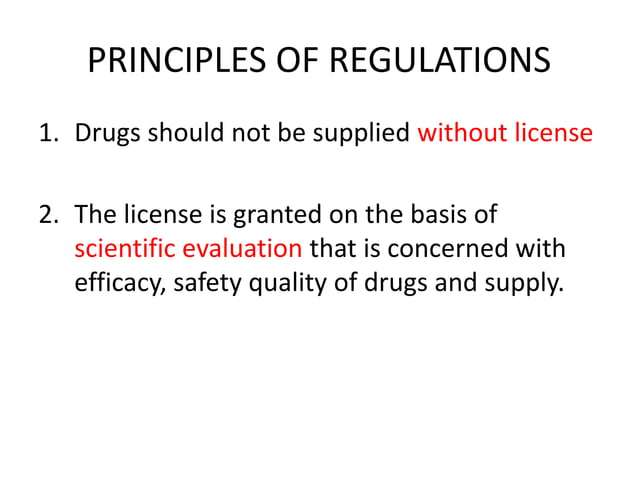 PRINCIPLES OF REGULATIONS
1. Drugs should not be supplied without license
2. The license is granted on the basis of
scientific evaluation that is concerned with
efficacy, safety quality of drugs and supply.